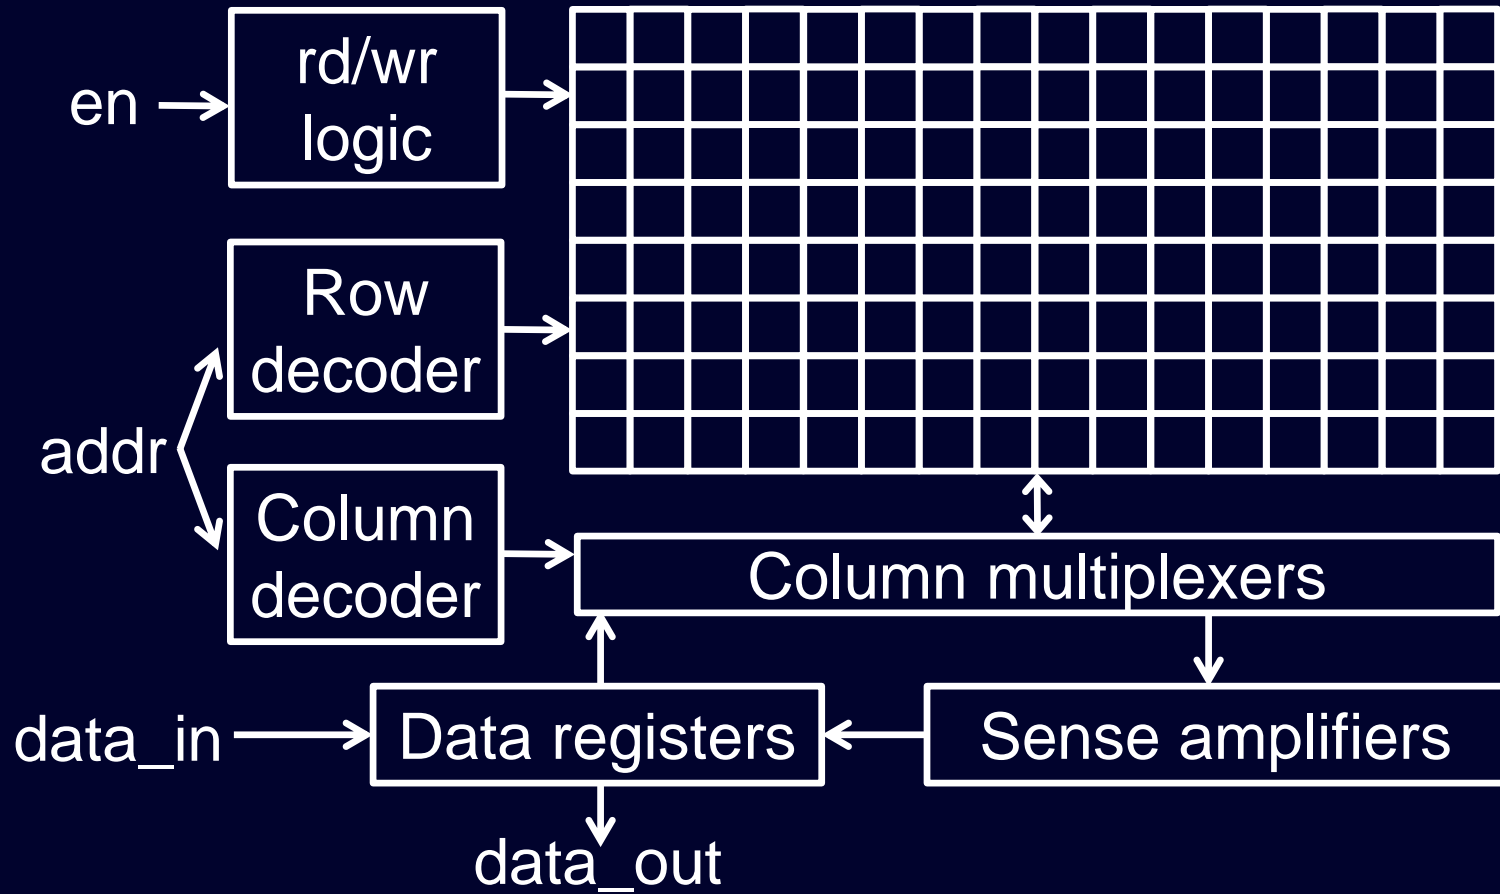 en
rd/wr
logic
Row
decoder
addr
Column
decoder
Column multiplexers
data_in
Data registers
Sense amplifiers
data_out